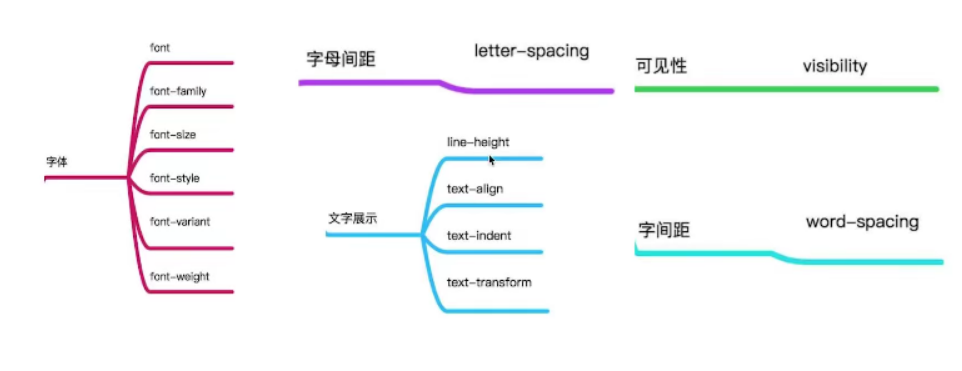 字体
font
font-family
font-size
font-style
font-variant
font-weight
字母间距
letter-spacing
文字展示
line-height
text-align
text-indent
text-transform
可见性
visibility
字间距
word-spacing